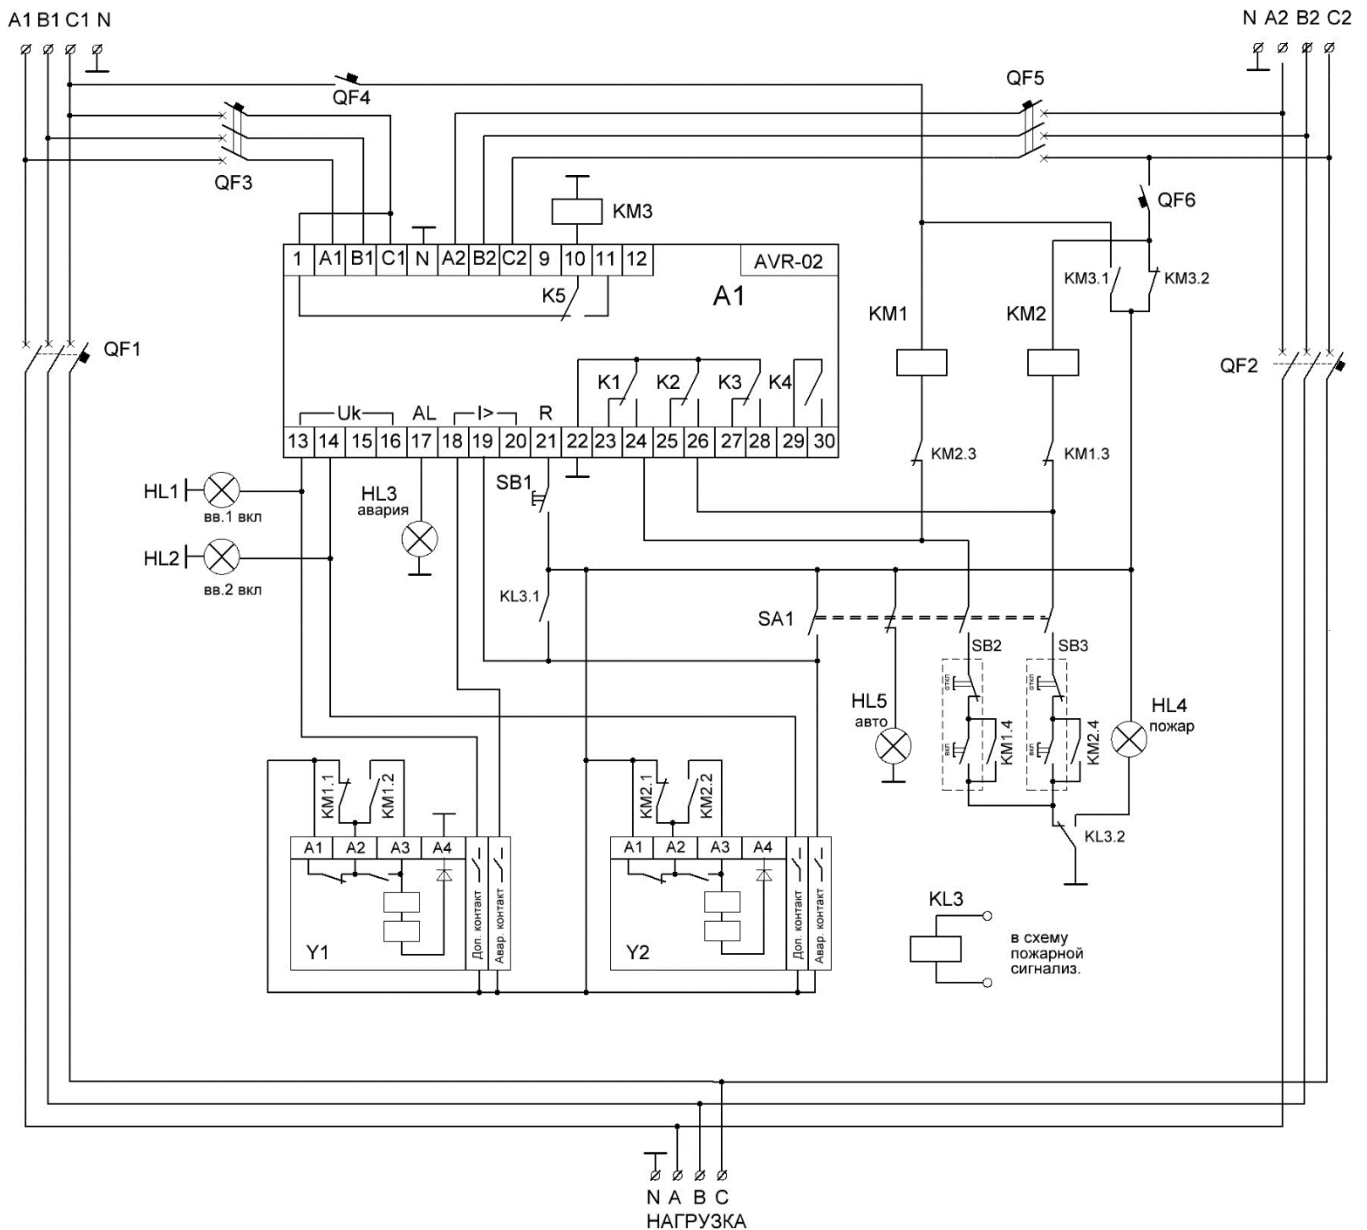 A1 B1 C1 N
N A2 B2 C2
QF4
QF5
QF3
QF6
KM3
1 A1 B1 C1 N A2 B2 C2 9 10 11 12
AVR-02
A1
K5
KM3.1
KM3.2
KM1
KM2
QF1
QF2
K1
K2
K3
K4
Uk
AL
I>
R
13 14 15 16 17 18 19 20 21 22 23 24 25 26 27 28 29 30
KM2.3
KM1.3
HL1
вв.1 вкл
HL3
авария
SB1
HL2
вв.2 вкл
KL3.1
SA1
SB2
SB3
откл
откл
HL5
авто
HL4
пожар
вкл
KM1.4
вкл
KM2.4
KM1.1
KM1.2
KM2.1
KM2.2
KL3.2
A1 A2 A3 A4
A1 A2 A3 A4
Доп. контакт
Авар. контакт
Доп. контакт
Авар. контакт
Y1
Y2
KL3
в схему
пожарной
сигнализ.
N A B C
НАГРУЗКА